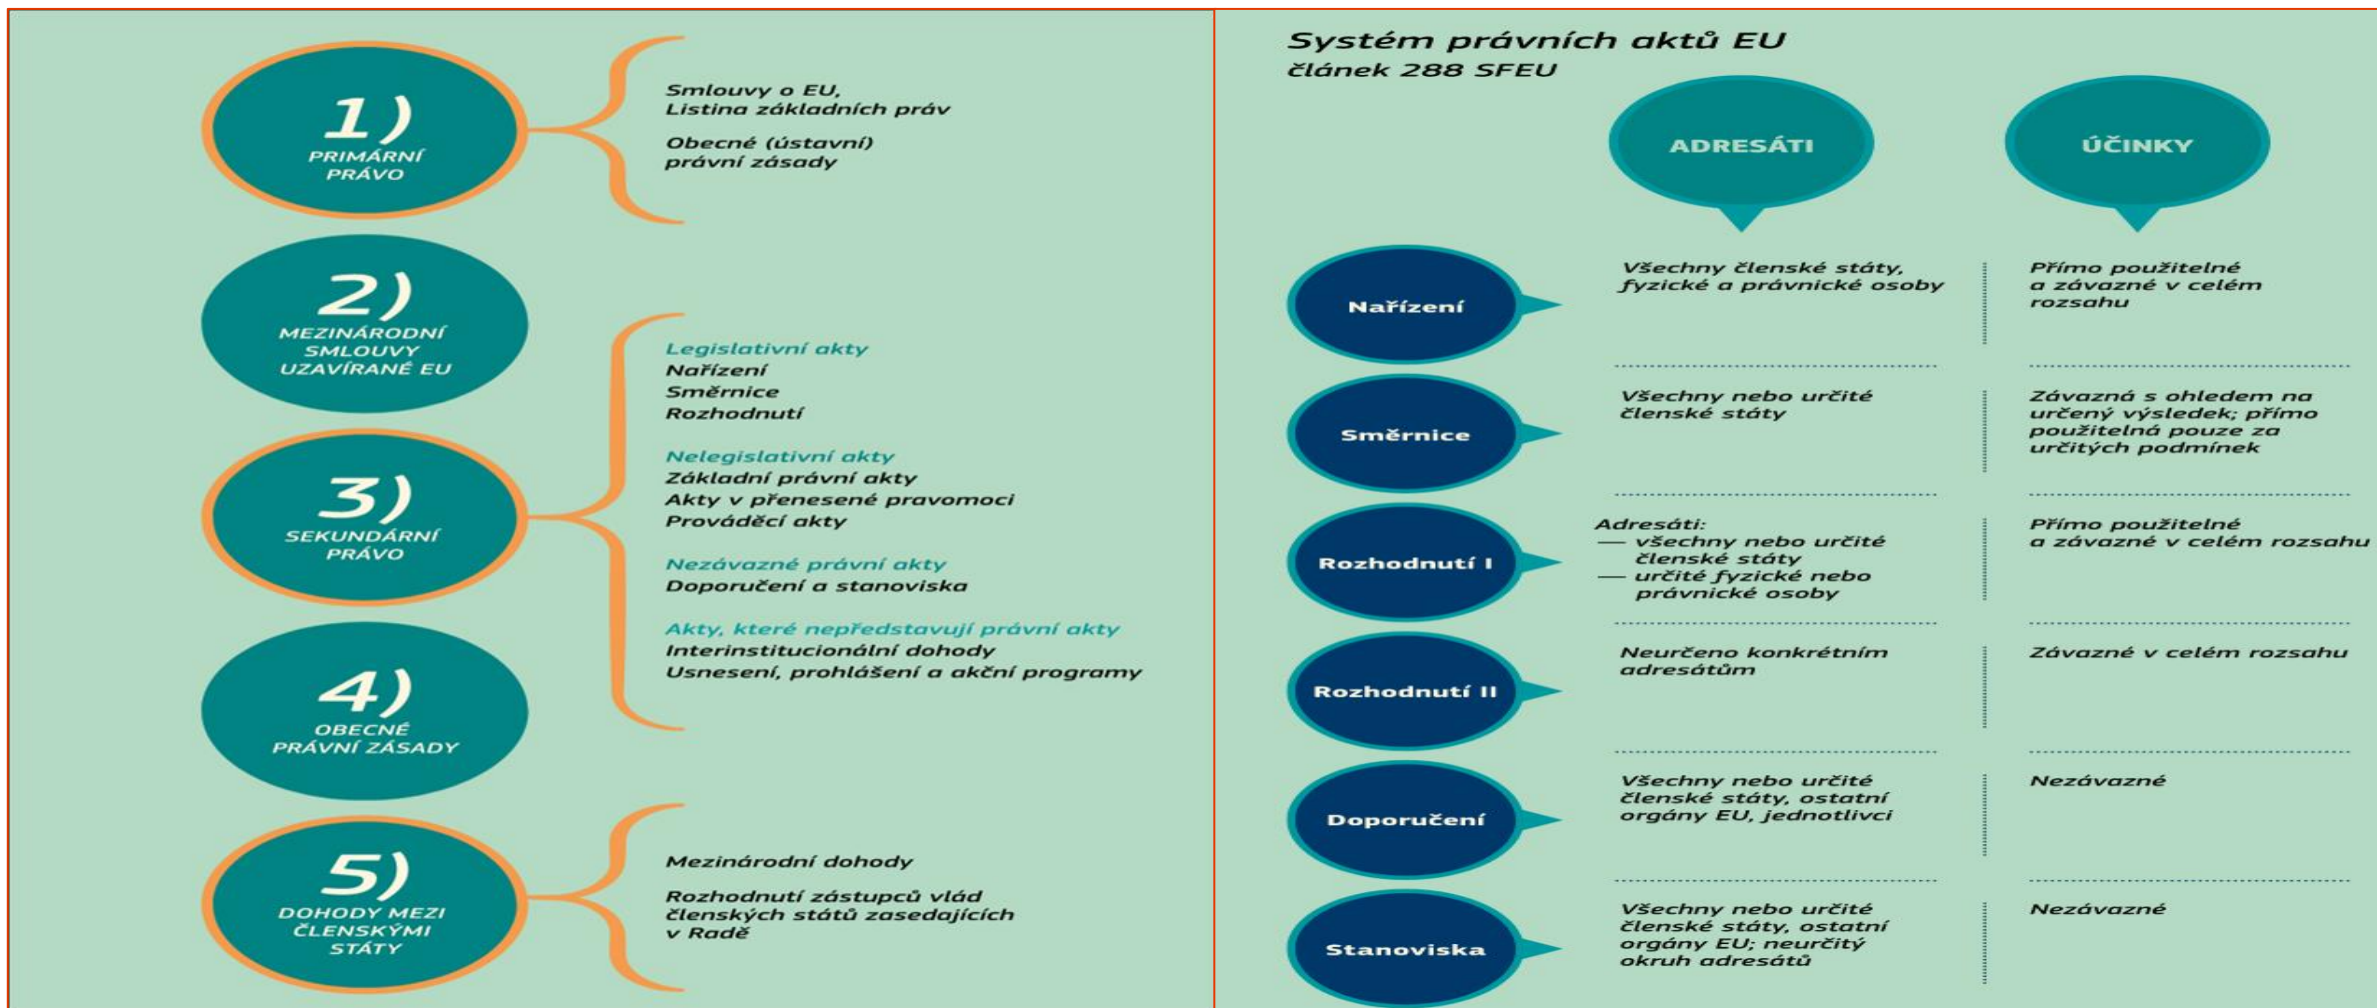 1)
PRIMÁRNÍ
PRÁVO
Smlouvy o EU,
Listina základních práv
Obecné (ústavní)
právní zásady
2)
MEZINÁRODNÍ
SMLOUVY
UZAVÍRANÉ EU
3)
SEKUNDÁRNÍ
PRÁVO
Legislativní akty
Nařízení
Směrnice
Rozhodnutí
Nelegislativní akty
Základní právní akty
Akty v přenesené pravomoci
Prováděcí akty
Nezávazné právní akty
Doporučení a stanoviska
Akty, které nepředstavují právní akty
Interinstitucionální dohody
Usnesení, prohlášení a akční programy
4)
OBECNÉ
PRÁVNÍ ZÁSADY
5)
DOHODY MEZI
ČLENSKÝMI
STÁTY
Mezinárodní dohody
Rozhodnutí zástupců vlád
členských států zasedajících
v Radě
Systém právních aktů EU
článek 288 SFEU
ADRESÁTI
ÚČINKY
Nařízení
Všechny členské státy,
fyzické a právnické osoby
Přímo použitelné
a závazné v celém
rozsahu
Směrnice
Všechny nebo určité
členské státy
Závazná s ohledem na
určený výsledek; přímo
použitelná pouze za
určitých podmínek
Rozhodnutí I
Adresáti:
— všechny nebo určité
členské státy
— určité fyzické nebo
právnické osoby
Přímo použitelné
a závazné v celém rozsahu
Rozhodnutí II
Neurčeno konkrétním
adresátům
Závazné v celém rozsahu
Doporučení
Všechny nebo určité
členské státy, ostatní
orgány EU, jednotlivci
Nezávazné
Stanoviska
Všechny nebo určité
členské státy, ostatní
orgány EU; neurčitý
okruh adresátů
Nezávazné